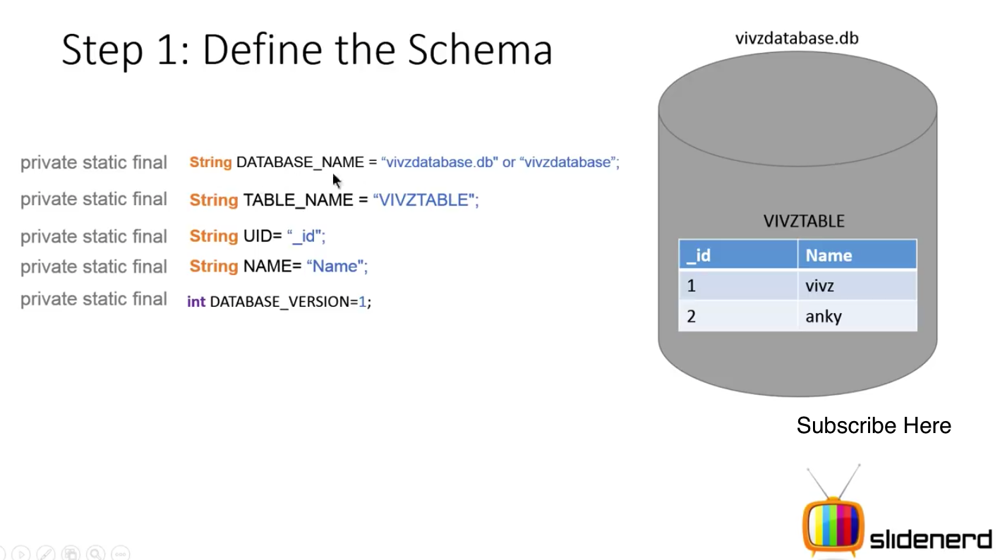 Step 1: Define the Schema
private static final String DATABASE_NAME = “vivzdatabase.db" or “vivzdatabase”;
private static final String TABLE_NAME = “VIVZTABLE";
private static final String UID= “_id";
private static final String NAME= “Name";
private static final int DATABASE_VERSION=1;
vivzdatabase.db
VIVZTABLE
_id Name
1 vivz
2 anky
Subscribe Here
slidenerd